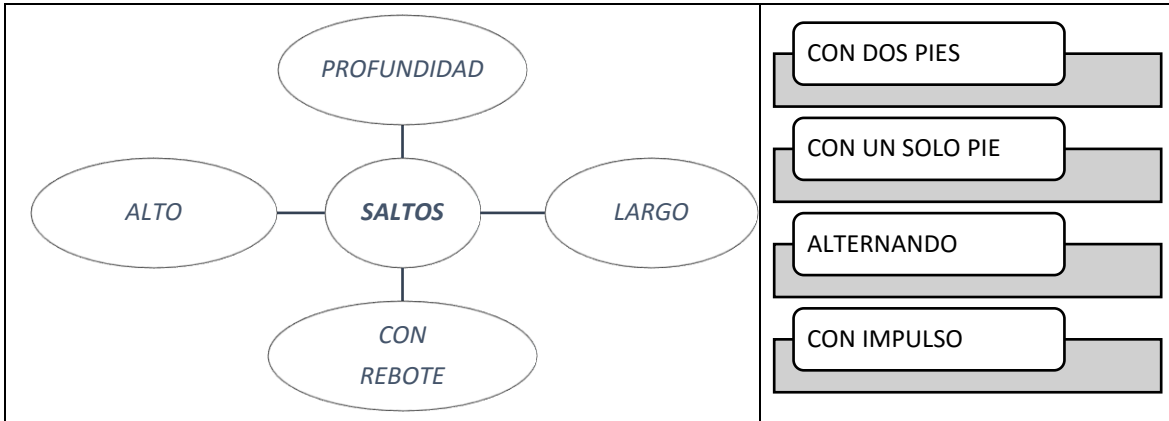 PROFUNDIDAD
ALTO
SALTOS
LARGO
CON
REBOTE
CON DOS PIES
CON UN SOLO PIE
ALTERNANDO
CON IMPULSO